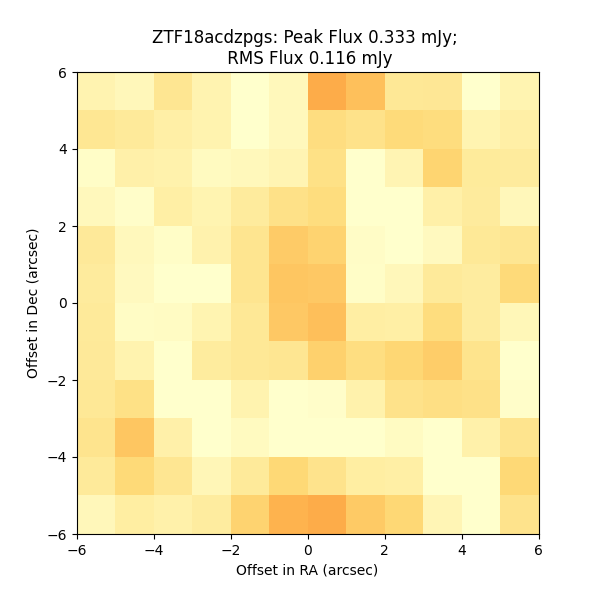 ZTF18acdzpgs: Peak Flux 0.333 mJy;
RMS Flux 0.116 mJy
6
4
2
0
−2
−4
−6
Offset in Dec (arcsec)
−6 −4 −2 0 2 4 6
Offset in RA (arcsec)